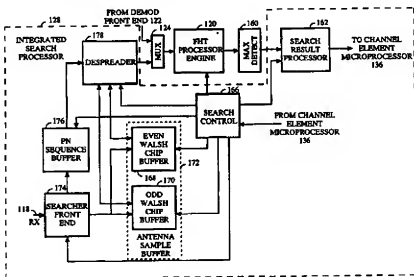 128
FROM DEMOD
FRONT END 122
INTEGRATED
SEARCH
PROCESSOR
178
DESPREADER
124
MUX
120
FHT
PROCESSOR
ENGINE
160
MAX
DETECT
162
SEARCH
RESULT
PROCESSOR
TO CHANNEL
ELEMENT
MICROPROCESSOR
136
166
SEARCH
CONTROL
FROM CHANNEL
ELEMENT
MICROPROCESSOR
136
176
PN
SEQUENCE
BUFFER
EVEN
WALSH
CHIP
BUFFER
168
172
170
ODD
WALSH
CHIP
BUFFER
174
SEARCHER
FRONT
END
118
RX
ANTENNA
SAMPLE
BUFFER